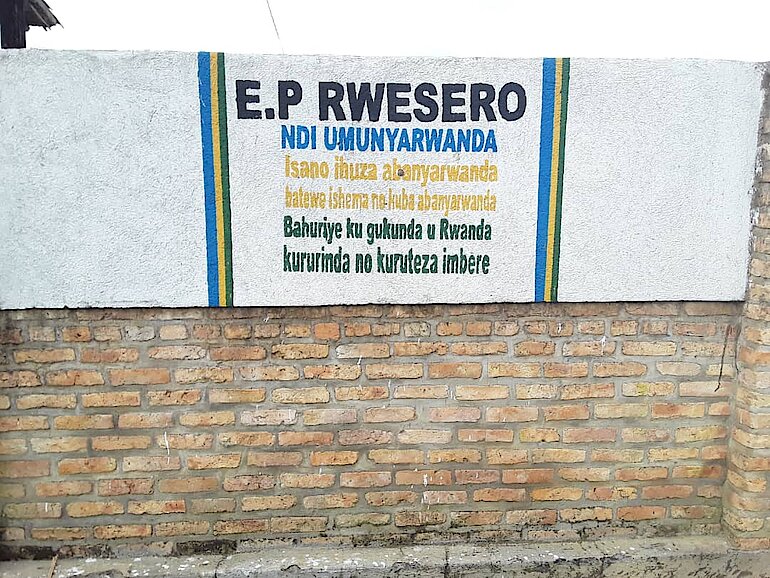 E.P RWESERO
NDI UMUNYARWANDA
Isano ihuza abanyarwanda
batewe ishema no kuba abanyarwanda
Bahuriye ku gukunda u Rwanda
kururinda no kuruteza imbere